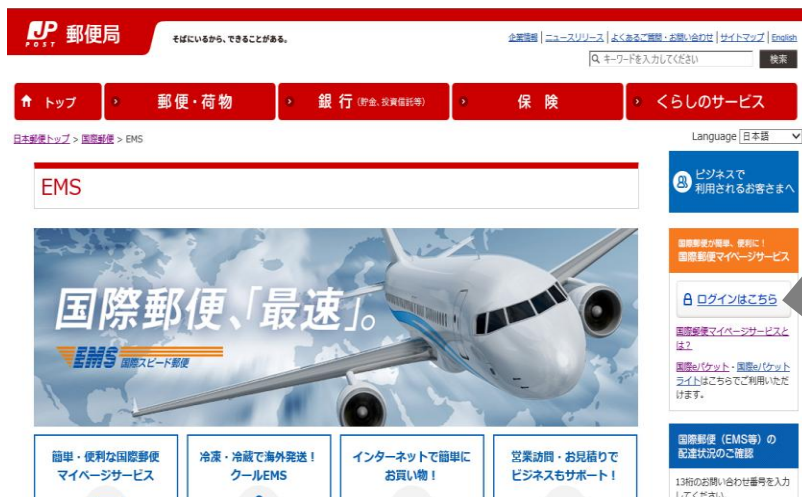 JP
POST
郵便局
そばにいるから、できることがある。
企業情報 | ニュースリリース | よくあるご質問・お問い合わせ | サイトマップ | English
キーワードを入力してください
検索
トップ
郵便・荷物
銀行(貯金、投資信託等)
保険
くらしのサービス
日本郵便トップ > 国際郵便 > EMS
Language 日本語
EMS
ビジネスで
利用されるお客さまへ
国際郵便が簡単、便利に！
国際郵便マイページサービス
ログインはこちら
国際郵便マイページサービスと
は？
国際eパケット・国際eパケット
ライトはこちらでご利用いただ
けます。
国際郵便、「最速」。
EMS 国際スピード郵便
国際郵便（EMS等）の
配達状況のご確認
13桁のお問い合わせ番号を入力
してください。
簡単・便利な国際郵便
マイページサービス
冷凍・冷蔵で海外発送！
クールEMS
インターネットで簡単に
お買い物！
営業訪問・お見積りで
ビジネスもサポート！